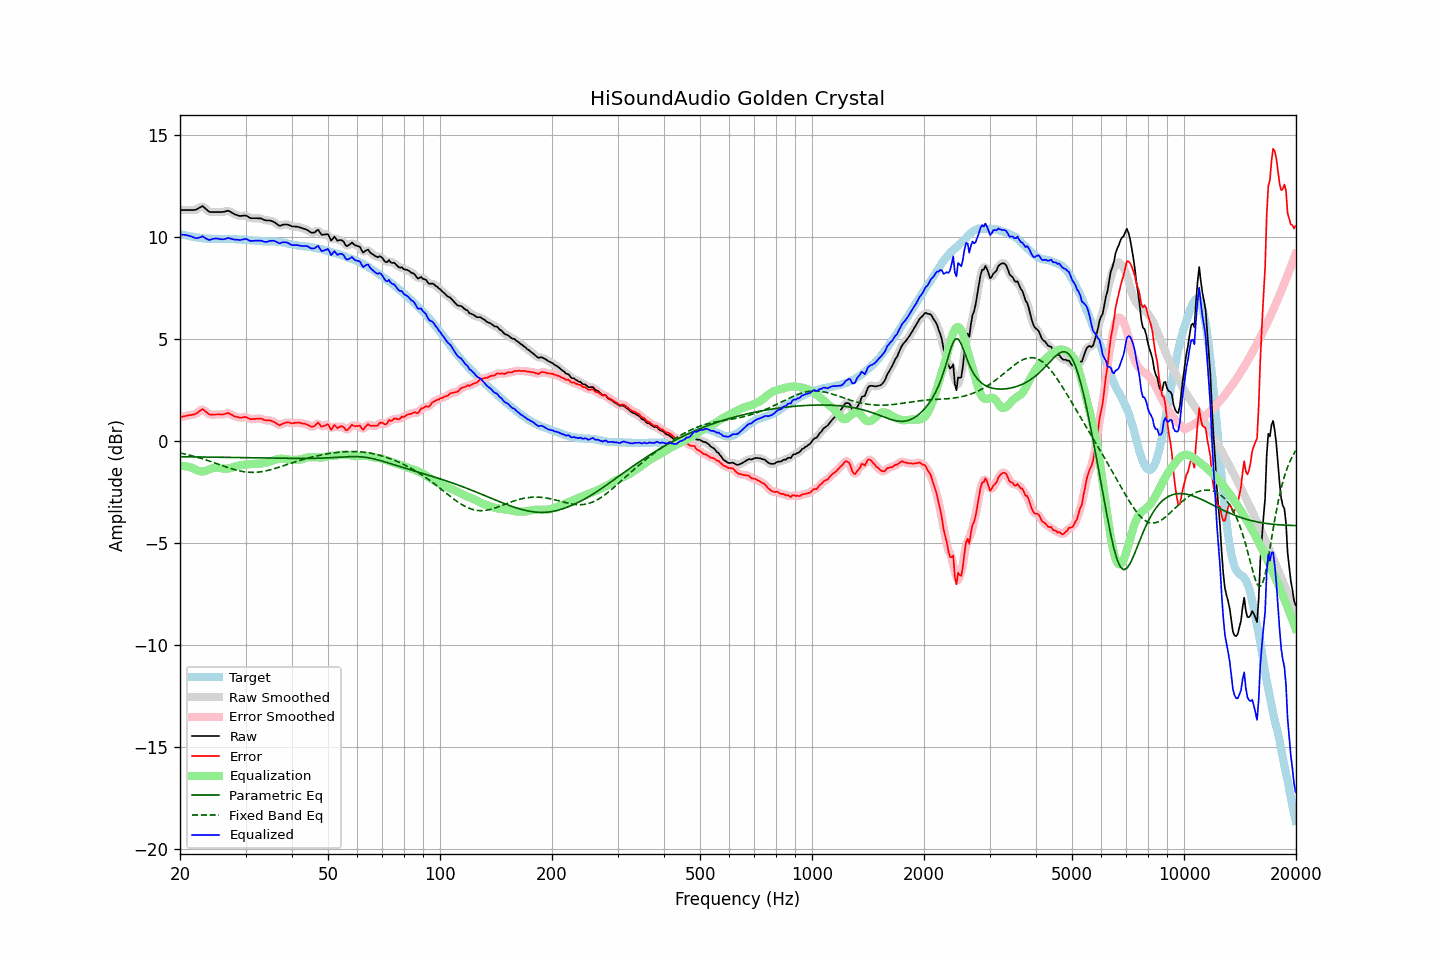 HiSoundAudio Golden Crystal
Amplitude (dBr)
15
10
5
0
−5
−10
−15
−20
Target
Raw Smoothed
Error Smoothed
Raw
Error
Equalization
Parametric Eq
Fixed Band Eq
Equalized
20 50 100 200 500 1000 2000 5000 10000 20000
Frequency (Hz)